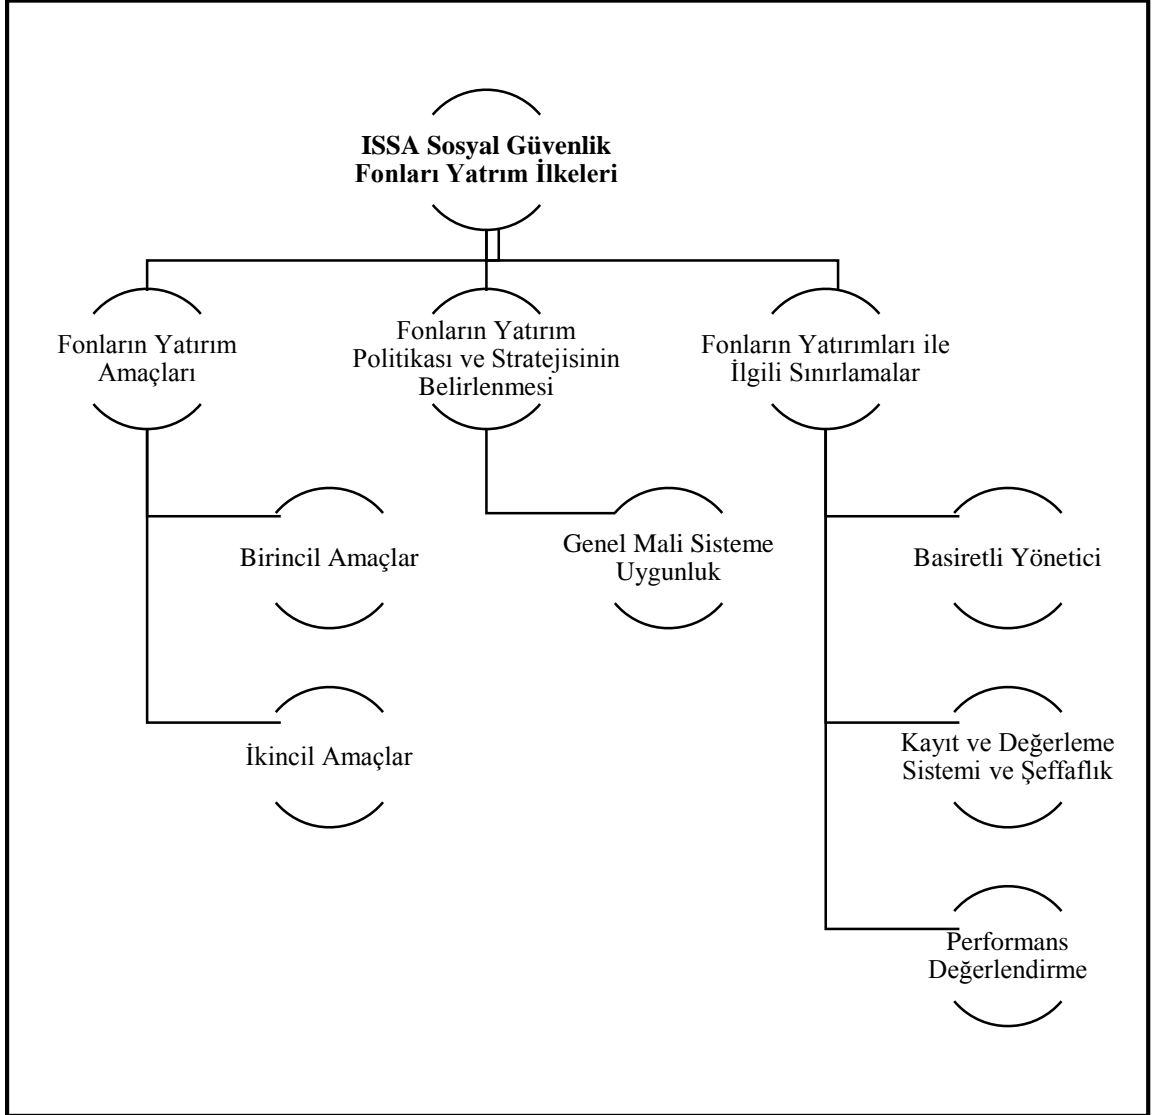 ISSA Sosyal Güvenlik
Fonları Yatrım İlkeleri
Fonların Yatırım
Amaçları
Birincil Amaçlar
İkincil Amaçlar
Fonların Yatırım
Politikası ve Stratejisinin
Belirlenmesi
Genel Mali Sisteme
Uygunluk
Fonların Yatırımları ile
İlgili Sınırlamalar
Basiretli Yönetici
Kayıt ve Değerleme
Sistemi ve Şeffaflık
Performans
Değerlendirme